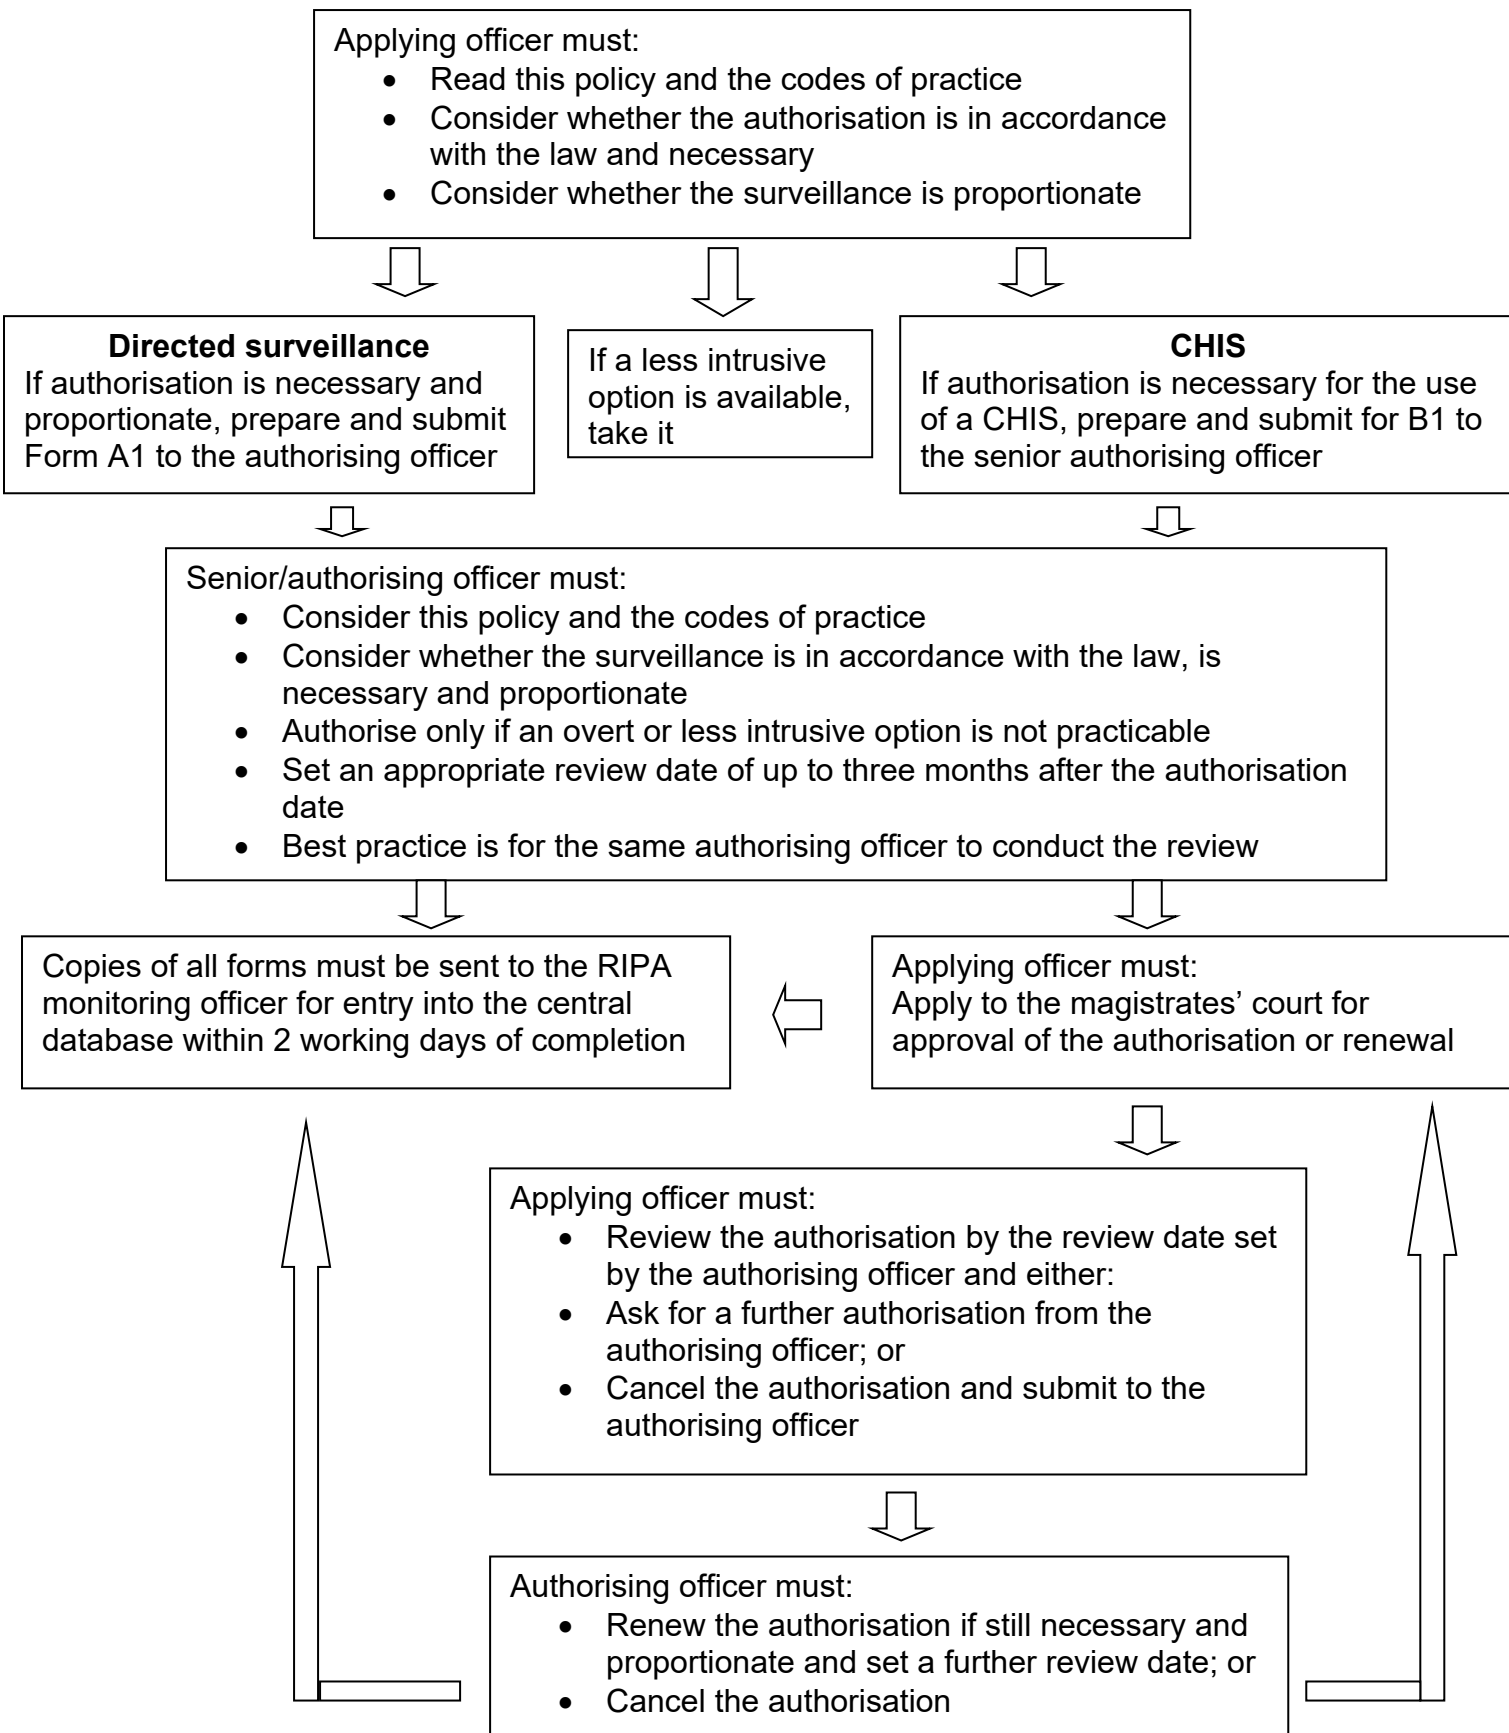 Applying officer must:
• Read this policy and the codes of practice
• Consider whether the authorisation is in accordance
with the law and necessary
• Consider whether the surveillance is proportionate
Directed surveillance
If authorisation is necessary and
proportionate, prepare and submit
Form A1 to the authorising officer
If a less intrusive
option is available,
take it
CHIS
If authorisation is necessary for the use
of a CHIS, prepare and submit for B1 to
the senior authorising officer
Senior/authorising officer must:
• Consider this policy and the codes of practice
• Consider whether the surveillance is in accordance with the law, is
necessary and proportionate
• Authorise only if an overt or less intrusive option is not practicable
• Set an appropriate review date of up to three months after the authorisation
date
• Best practice is for the same authorising officer to conduct the review
Copies of all forms must be sent to the RIPA
monitoring officer for entry into the central
database within 2 working days of completion
Applying officer must:
Apply to the magistrates’ court for
approval of the authorisation or renewal
Applying officer must:
• Review the authorisation by the review date set
by the authorising officer and either:
• Ask for a further authorisation from the
authorising officer; or
• Cancel the authorisation and submit to the
authorising officer
Authorising officer must:
• Renew the authorisation if still necessary and
proportionate and set a further review date; or
• Cancel the authorisation